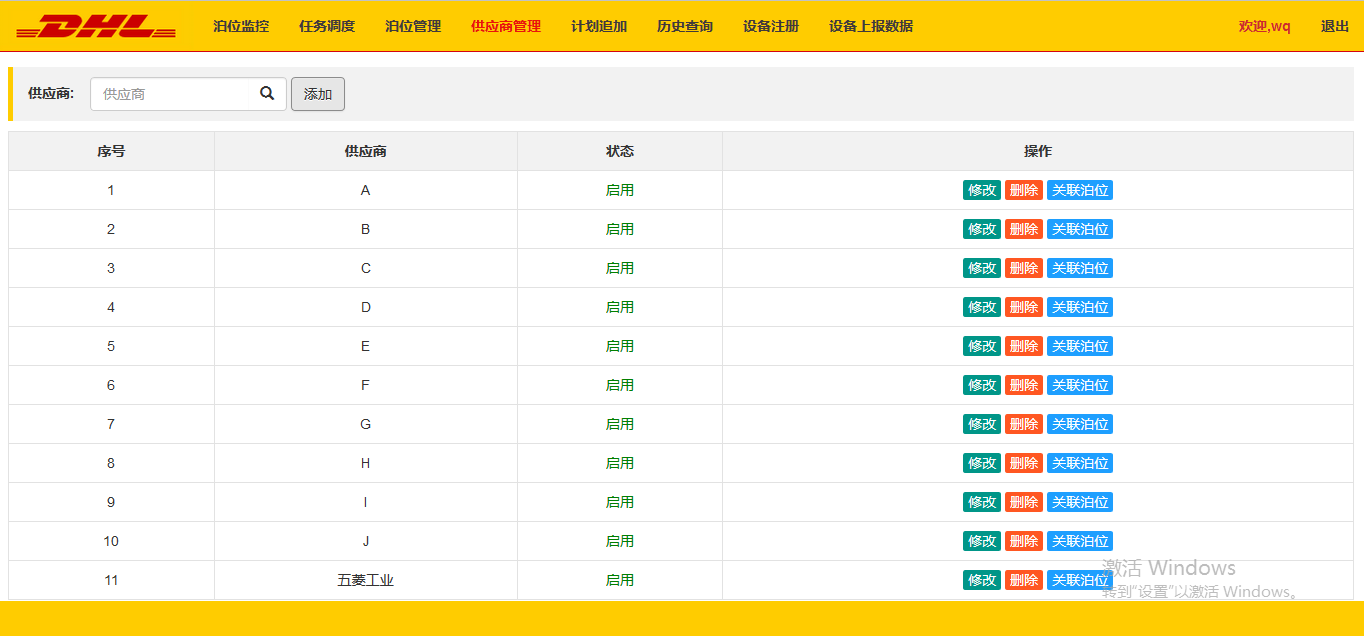 DHL 泊位监控 任务调度 泊位管理 供应商管理 计划追加 历史查询 设备注册 设备上报数据 欢迎,wq 退出
供应商: 供应商 添加
序号 供应商 状态 操作
1 A 启用 修改 删除 关联泊位
2 B 启用 修改 删除 关联泊位
3 C 启用 修改 删除 关联泊位
4 D 启用 修改 删除 关联泊位
5 E 启用 修改 删除 关联泊位
6 F 启用 修改 删除 关联泊位
7 G 启用 修改 删除 关联泊位
8 H 启用 修改 删除 关联泊位
9 I 启用 修改 删除 关联泊位
10 J 启用 修改 删除 关联泊位
11 五菱工业 启用 修改 删除 关联泊位
激活 Windows
转到"设置"以激活 Windows。